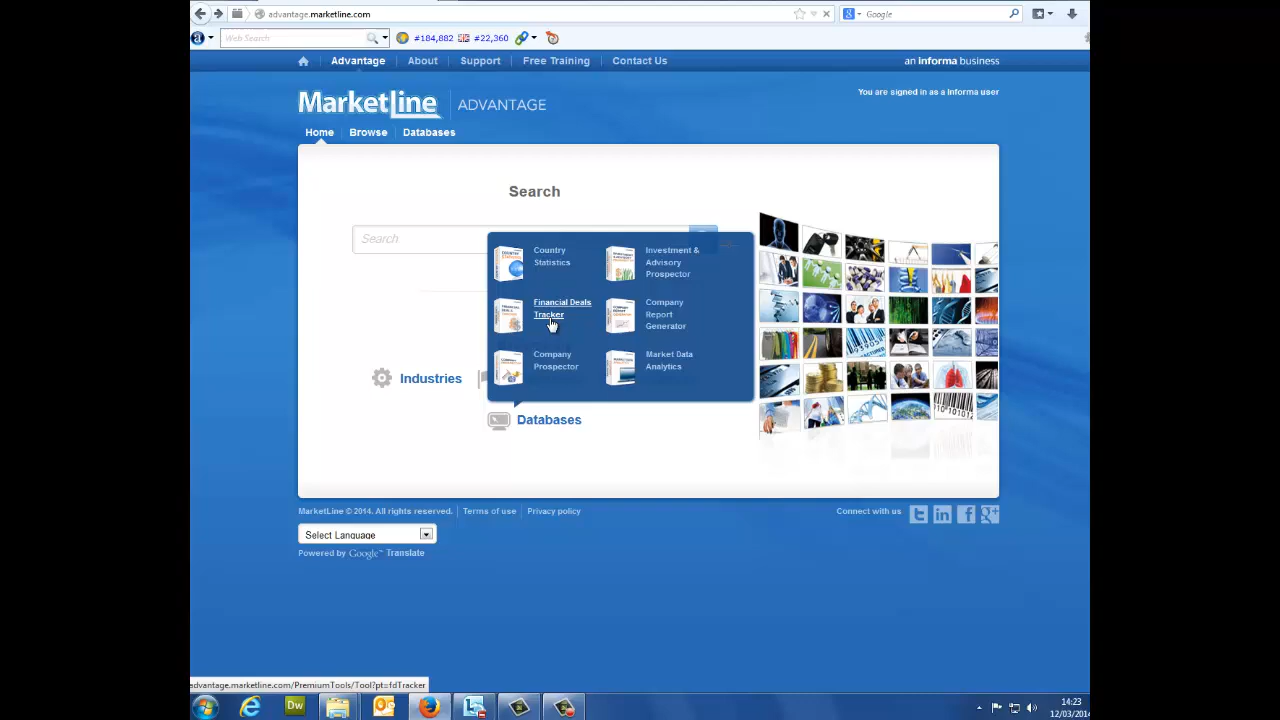 advantage.marketline.com
Google
Web Search
#184,882
#22,360
Advantage
About
Support
Free Training
Contact Us
an informa business
MarketLine
ADVANTAGE
You are signed in as a Informa user
Home
Browse
Databases
Search
Search
Country
Statistics
Investment &
Advisory
Prospector
Financial Deals
Tracker
Company
Report
Generator
Company
Prospector
Market Data
Analytics
Industries
Databases
MarketLine © 2014. All rights reserved.
Terms of use
Privacy policy
Connect with us
Select Language
Powered by Google™ Translate
advantage.marketline.com/PremiumTools/Tool?pt=fdTracker
Dw
14:23
12/03/2014